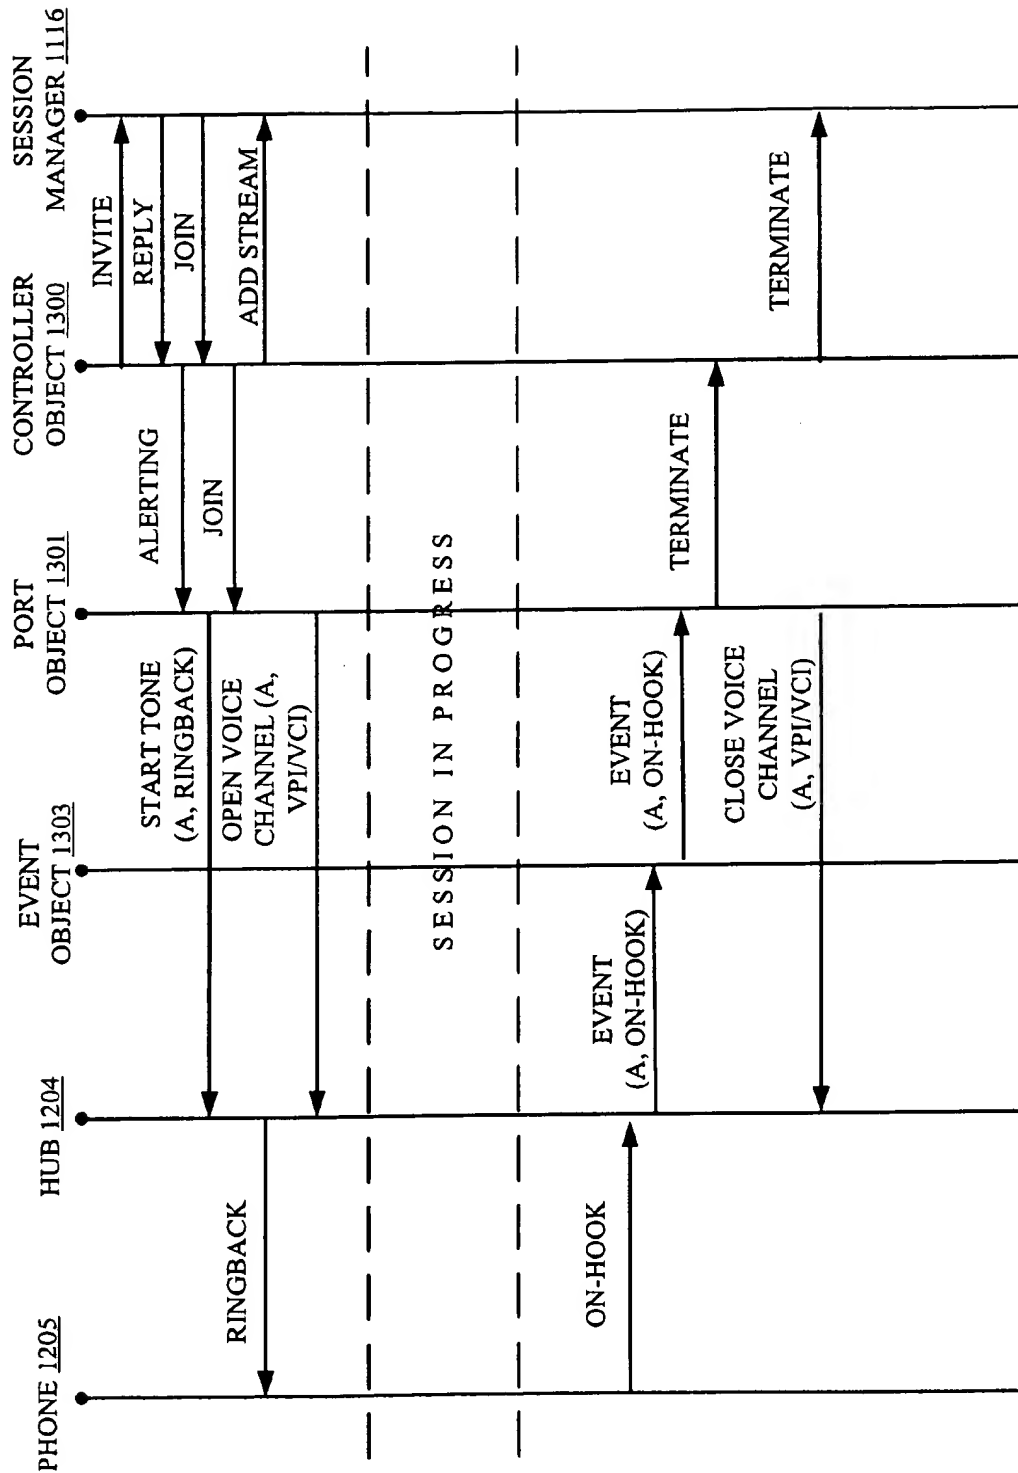 PHONE 1205
HUB 1204
EVENT
OBJECT 1303
PORT
OBJECT 1301
CONTROLLER
OBJECT 1300
SESSION
MANAGER 1116
INVITE
REPLY
JOIN
ALERTING
START TONE
(A, RINGBACK)
JOIN
ADD STREAM
RINGBACK
OPEN VOICE
CHANNEL (A,
VPI/VCI)
SESSION IN PROGRESS
ON-HOOK
EVENT
(A, ON-HOOK)
EVENT
(A, ON-HOOK)
TERMINATE
CLOSE VOICE
CHANNEL
(A, VPI/VCI)
TERMINATE